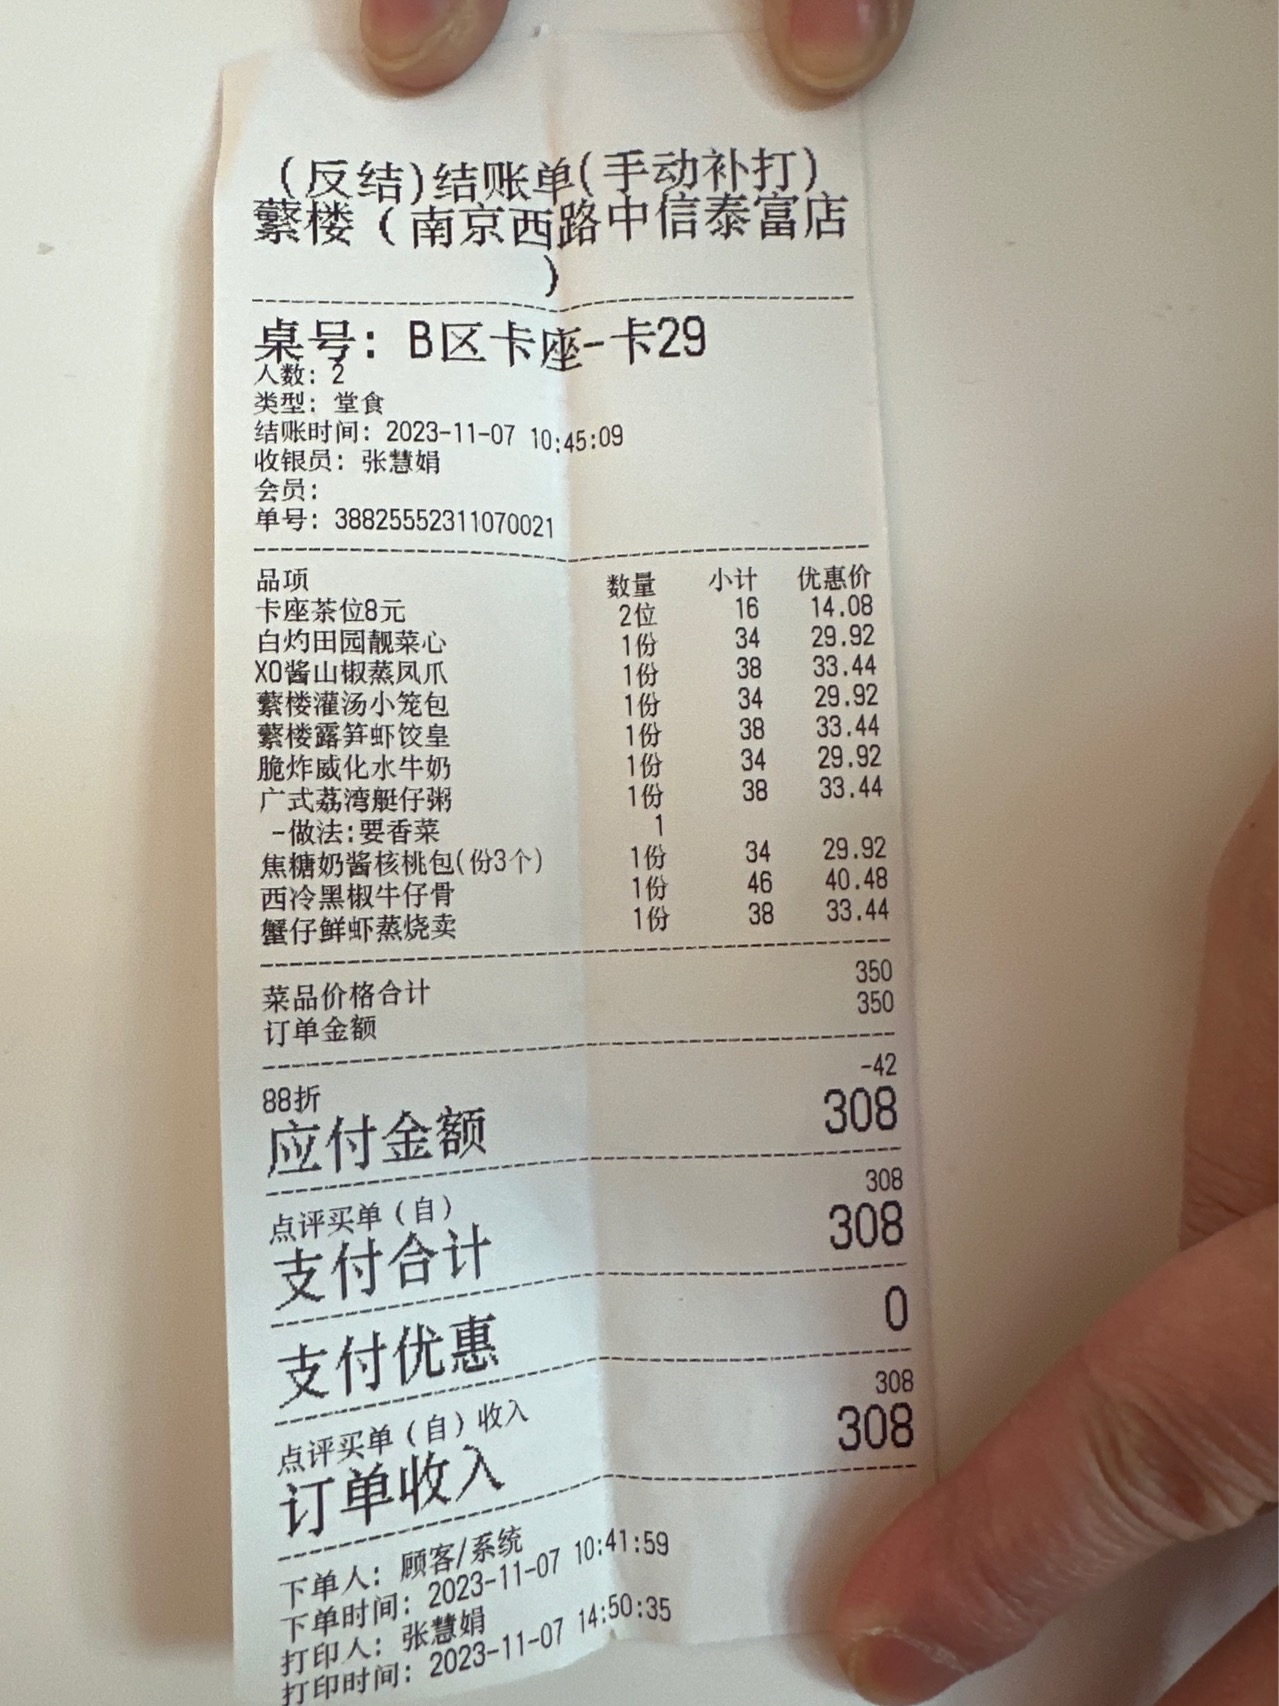 (反结)结账单(手动补打)
蘩楼（南京西路中信泰富店
)
桌号: B区卡座-卡29
人数: 2
类型: 堂食
结账时间: 2023-11-07 10:45:09
收银员: 张慧娟
会员:
单号: 38825552311070021
品项 数量 小计 优惠价
卡座茶位8元 2位 16 14.08
白灼田园靓菜心 1份 34 29.92
XO酱山椒蒸凤爪 1份 38 33.44
蘩楼灌汤小笼包 1份 34 29.92
蘩楼露笋虾饺皇 1份 38 33.44
脆炸威化水牛奶 1份 34 29.92
广式荔湾艇仔粥 1份 38 33.44
-做法:要香菜 1
焦糖奶酱核桃包(份3个) 1份 34 29.92
西冷黑椒牛仔骨 1份 46 40.48
蟹仔鲜虾蒸烧卖 1份 38 33.44
菜品价格合计 350
订单金额 350
88折 -42
应付金额 308
点评买单（自） 308
支付合计 308
支付优惠 0
点评买单（自）收入 308
订单收入 308
下单人: 顾客/系统
下单时间: 2023-11-07 10:41:59
打印人: 张慧娟
打印时间: 2023-11-07 14:50:35